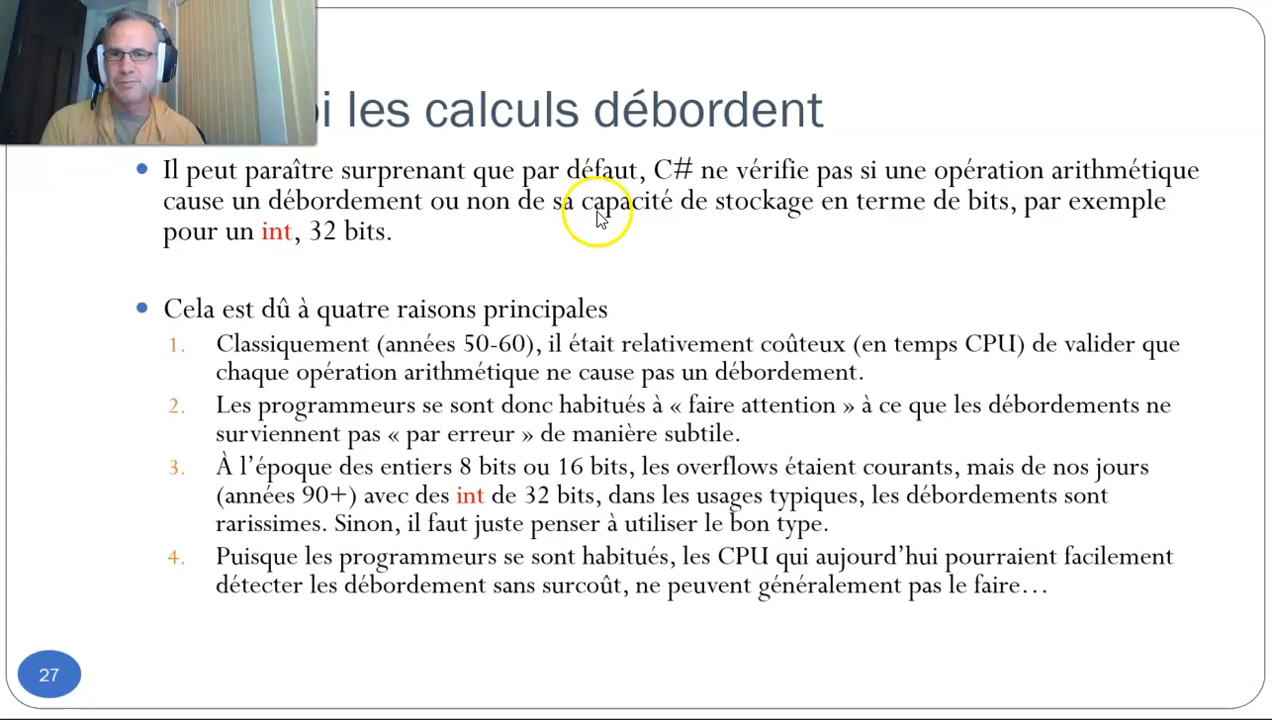 i les calculs débordent
Il peut paraître surprenant que par défaut, C# ne vérifie pas si une opération arithmétique
cause un débordement ou non de sa capacité de stockage en terme de bits, par exemple
pour un int, 32 bits.
Cela est dû à quatre raisons principales
1. Classiquement (années 50-60), il était relativement coûteux (en temps CPU) de valider que
chaque opération arithmétique ne cause pas un débordement.
2. Les programmeurs se sont donc habitués à « faire attention » à ce que les débordements ne
surviennent pas « par erreur » de manière subtile.
3. À l'époque des entiers 8 bits ou 16 bits, les overflows étaient courants, mais de nos jours
(années 90+) avec des int de 32 bits, dans les usages typiques, les débordements sont
rarissimes. Sinon, il faut juste penser à utiliser le bon type.
4. Puisque les programmeurs se sont habitués, les CPU qui aujourd'hui pourraient facilement
détecter les débordement sans surcoût, ne peuvent généralement pas le faire…
27